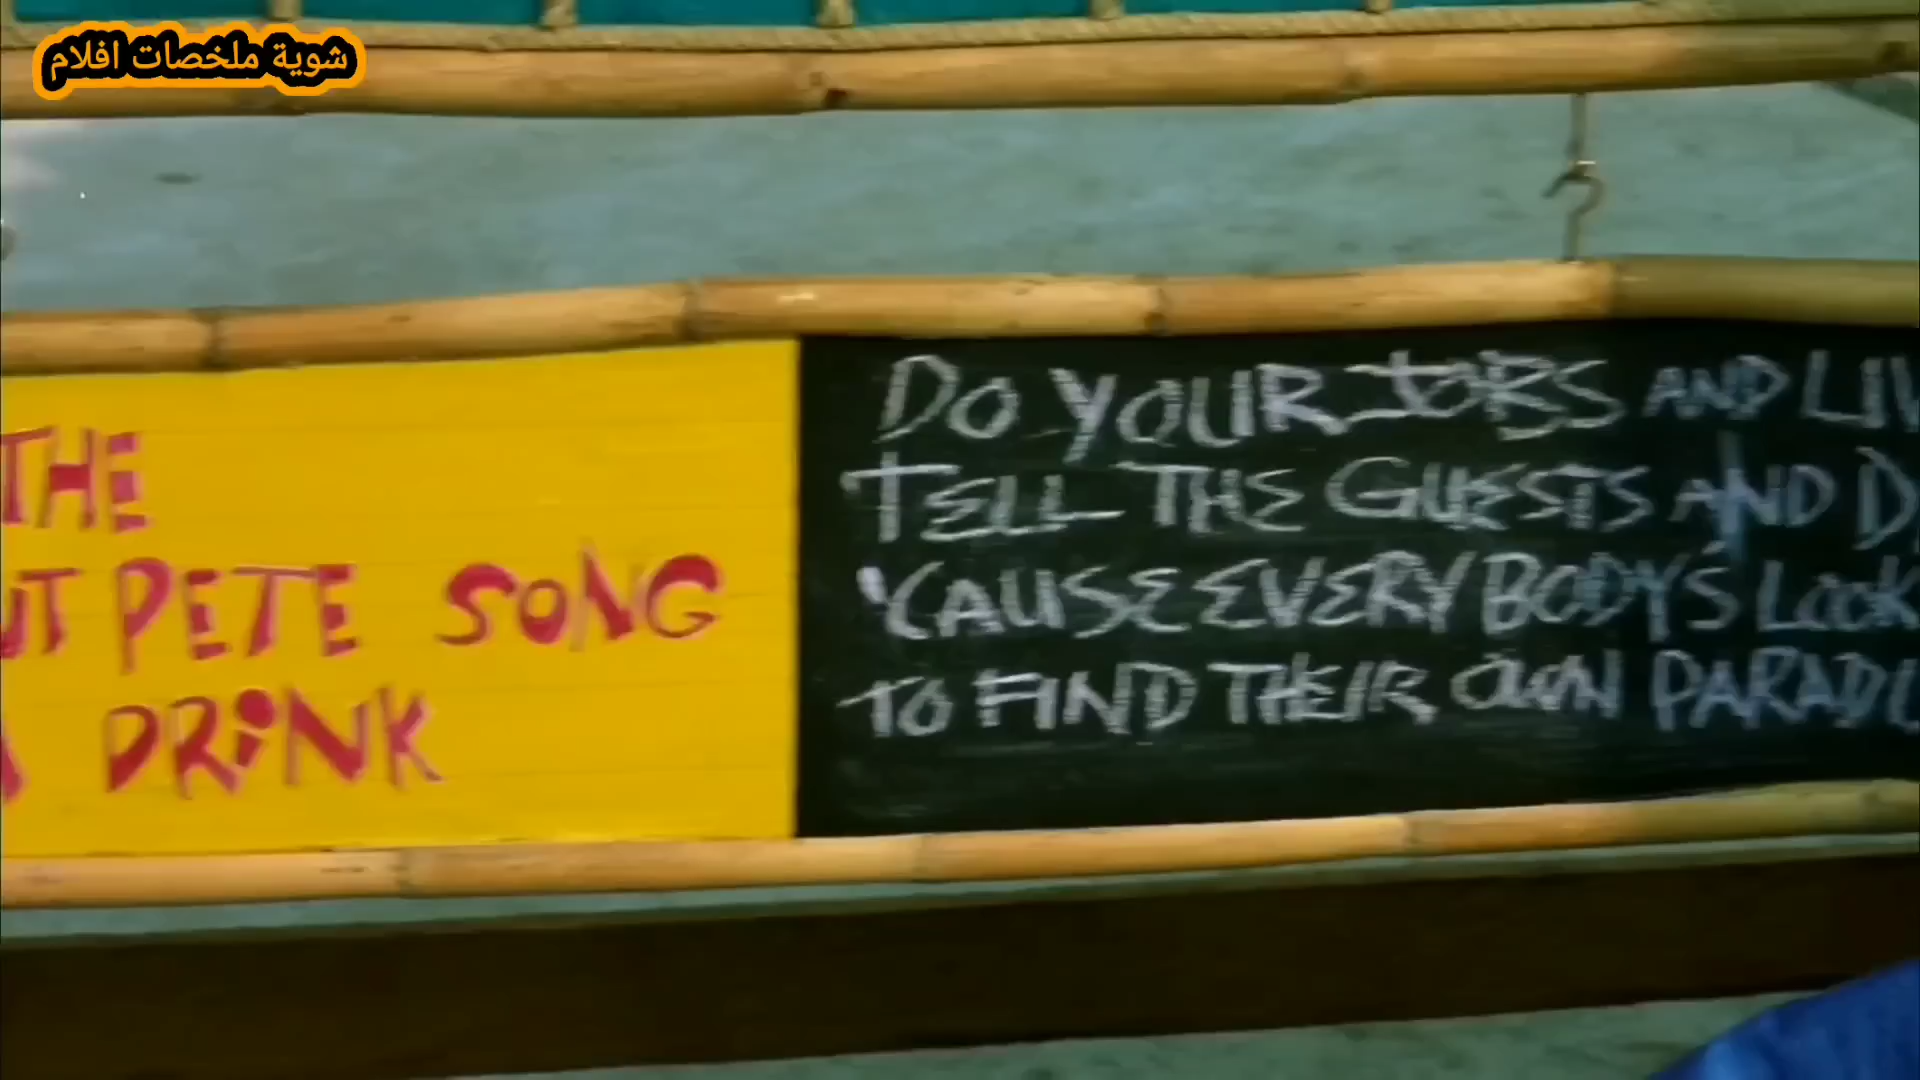 شوية ملخصات افلام
THE
PETE SONG
DRINK
DO YOUR JOBS AND
TELL THE GUESTS AND
'CAUSE EVERYBODY'S
TO FIND THEIR OWN